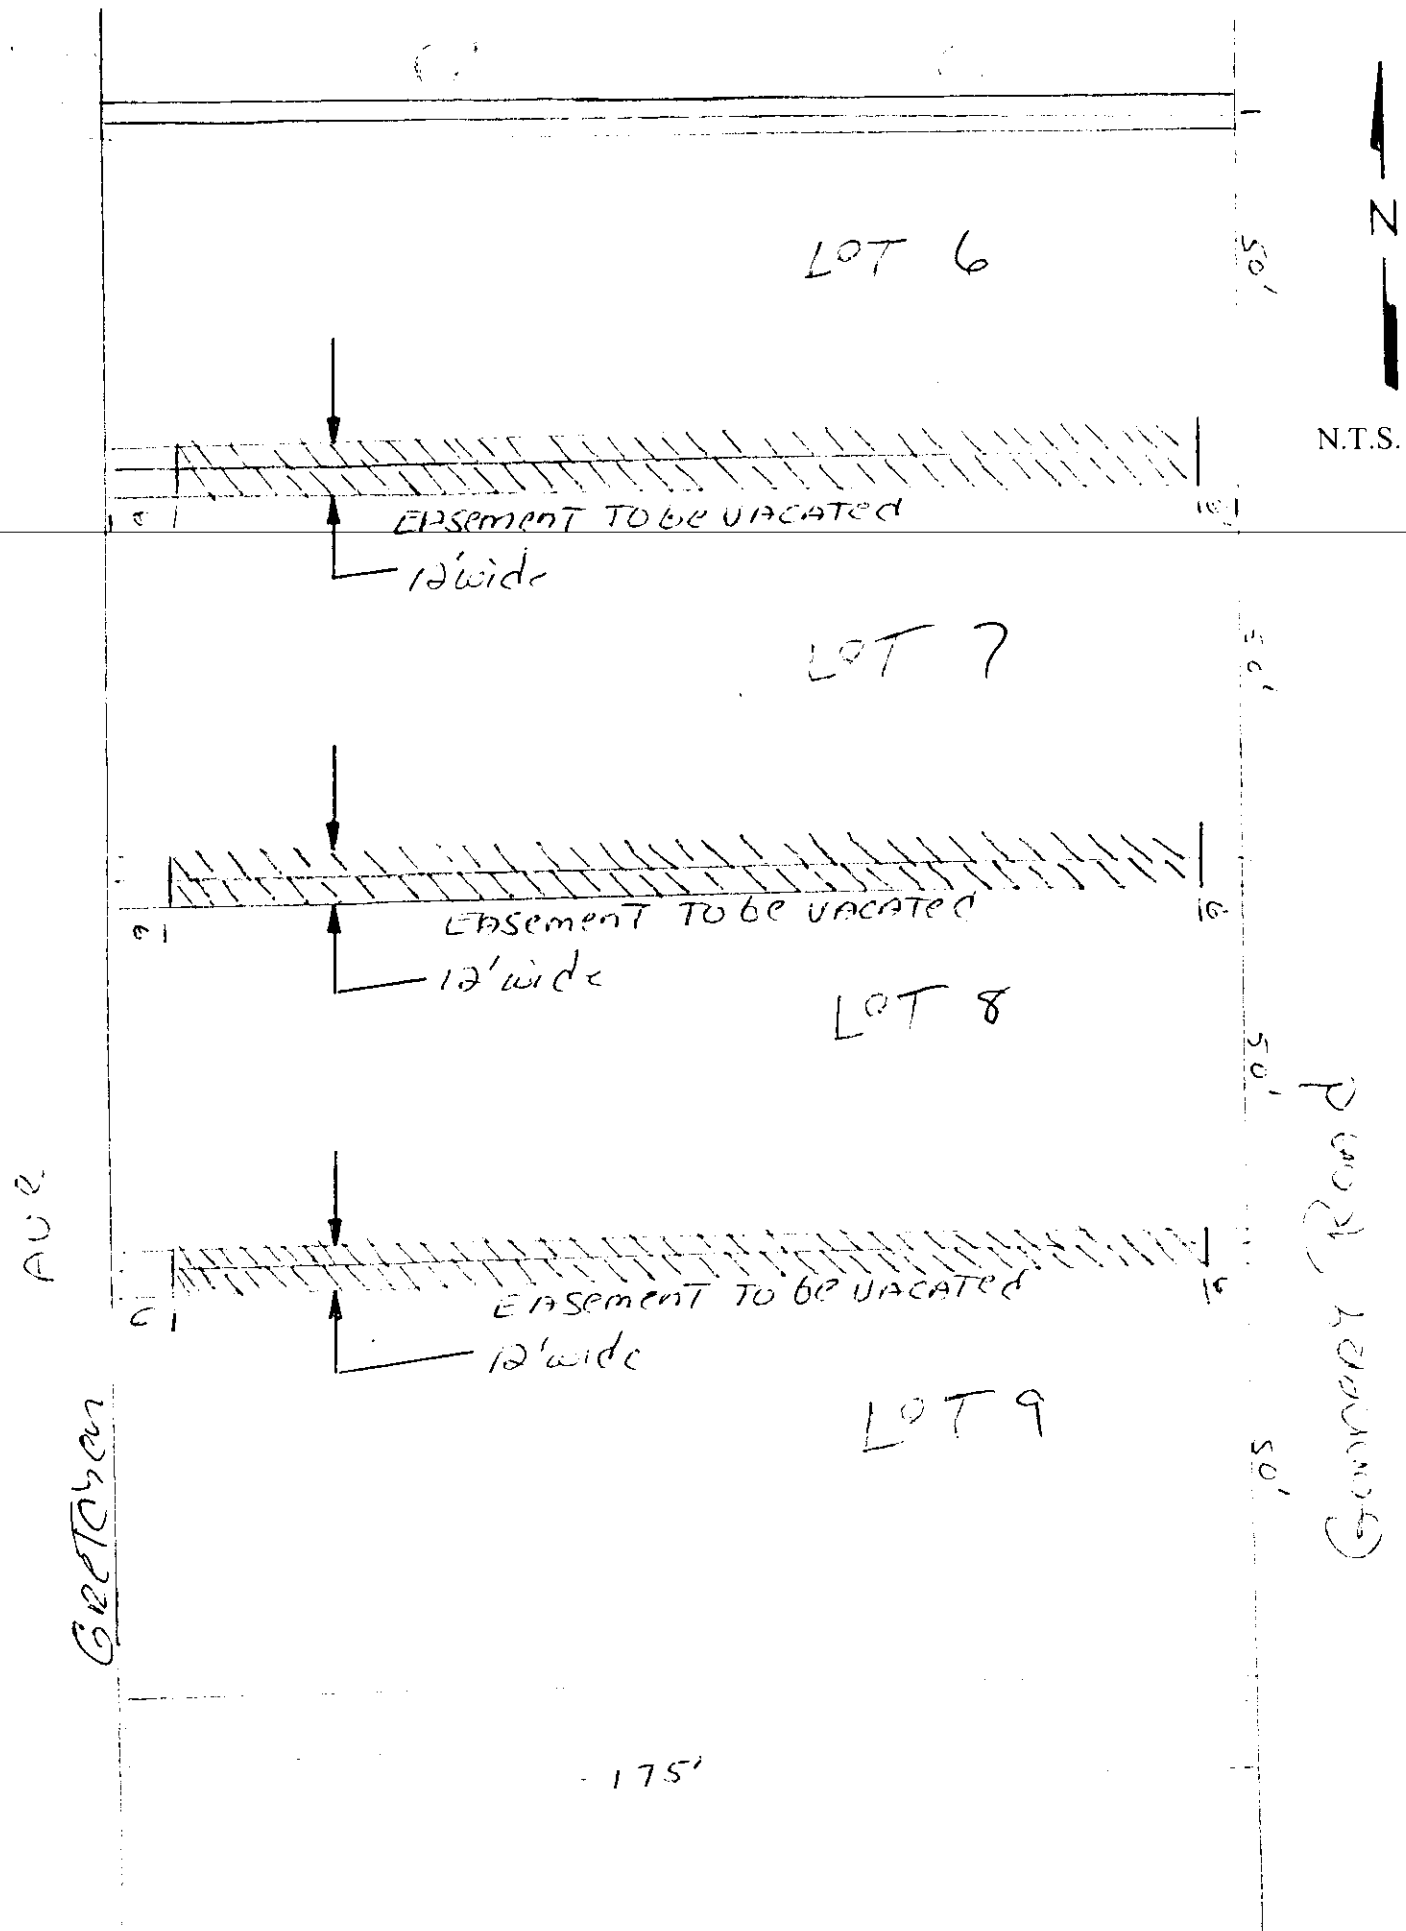 N
LOT 6
50'
N.T.S.
EASemenT TO be VACATed
12' wide
LOT 7
50'
EASemenT TO be VACATed
6
12' wide
LOT 8
50'
AVE
EASemenT TO be VACATed
12' wide
LOT 9
50'
GReTChen
Road
175'